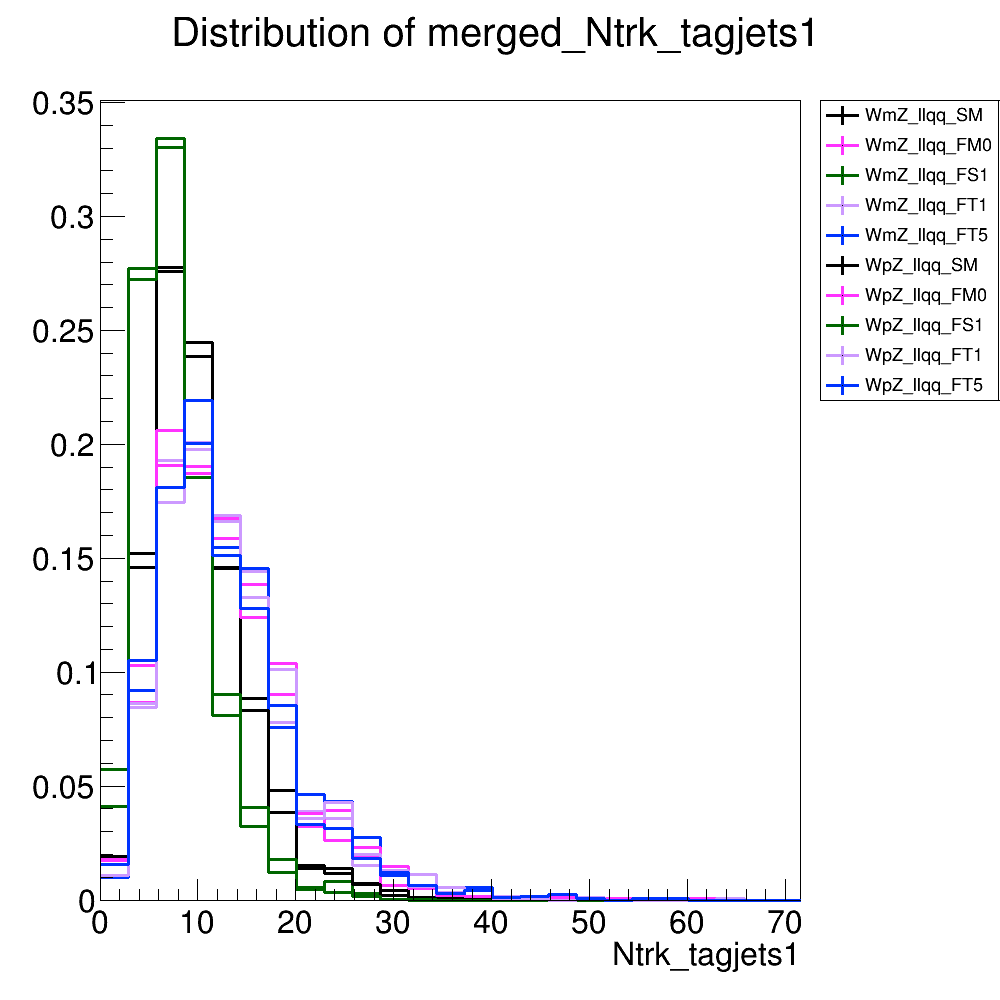 Distribution of merged_Ntrk_tagjets1
0.35
0.3
0.25
0.2
0.15
0.1
0.05
0
0 10 20 30 40 50 60 70
Ntrk_tagjets1
WmZ_llqq_SM
WmZ_llqq_FM0
WmZ_llqq_FS1
WmZ_llqq_FT1
WmZ_llqq_FT5
WpZ_llqq_SM
WpZ_llqq_FM0
WpZ_llqq_FS1
WpZ_llqq_FT1
WpZ_llqq_FT5